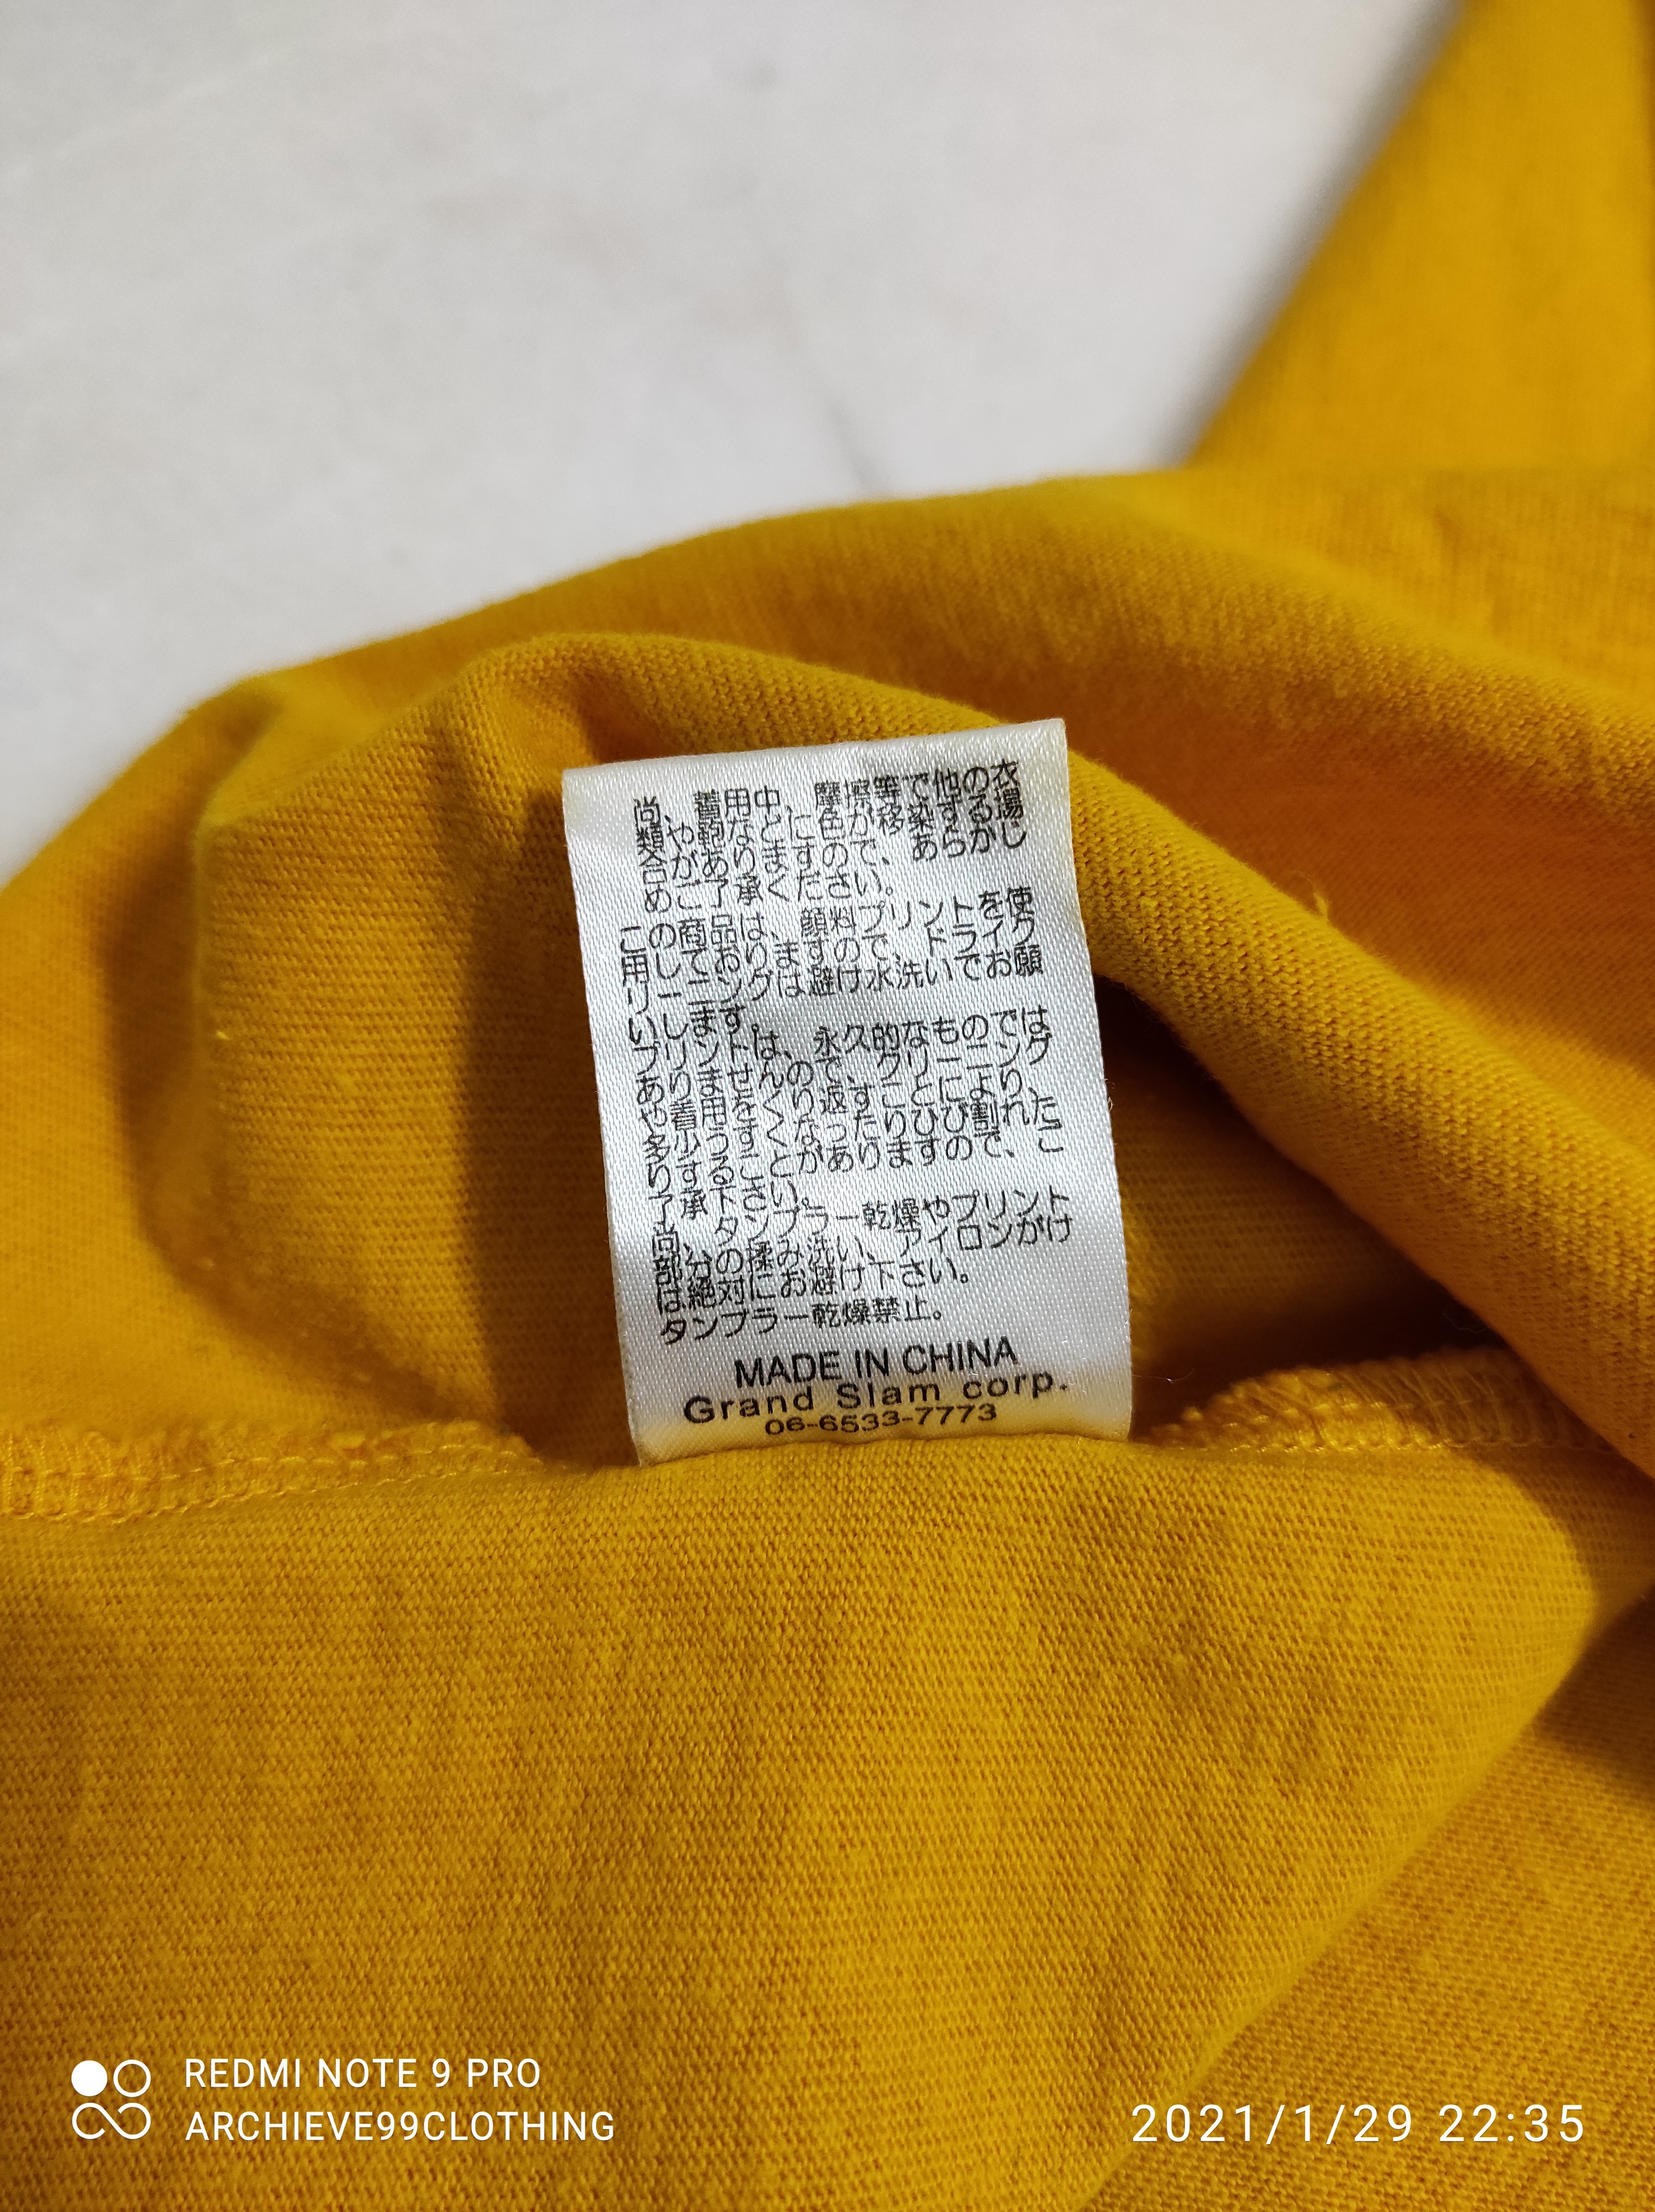 尚、着用中、摩擦等で他の衣
類や鞄などに色が移染する場
合がありますので、あらかじ
めご了承くださいませ。
この商品は、顔料プリントを使
用しておりますので、ドライク
リーニングは避け水洗いでお願
いします。
プリントは、永久的なものでは
ありませんので、クリーニング
や着用をくり返すことにより、
多少すくなったりひび割れたこ
りする
了承下さい。
尚、タンブラー乾燥やプリント
部分の揉み洗い、アイロンがけ
は絶対にお避け下さい。
タンブラー乾燥禁止。
MADE IN CHINA
Grand Slam corp.
06-6533-7773
REDMI NOTE 9 PRO
ARCHIEVE99CLOTHING
2021/1/29 22:35